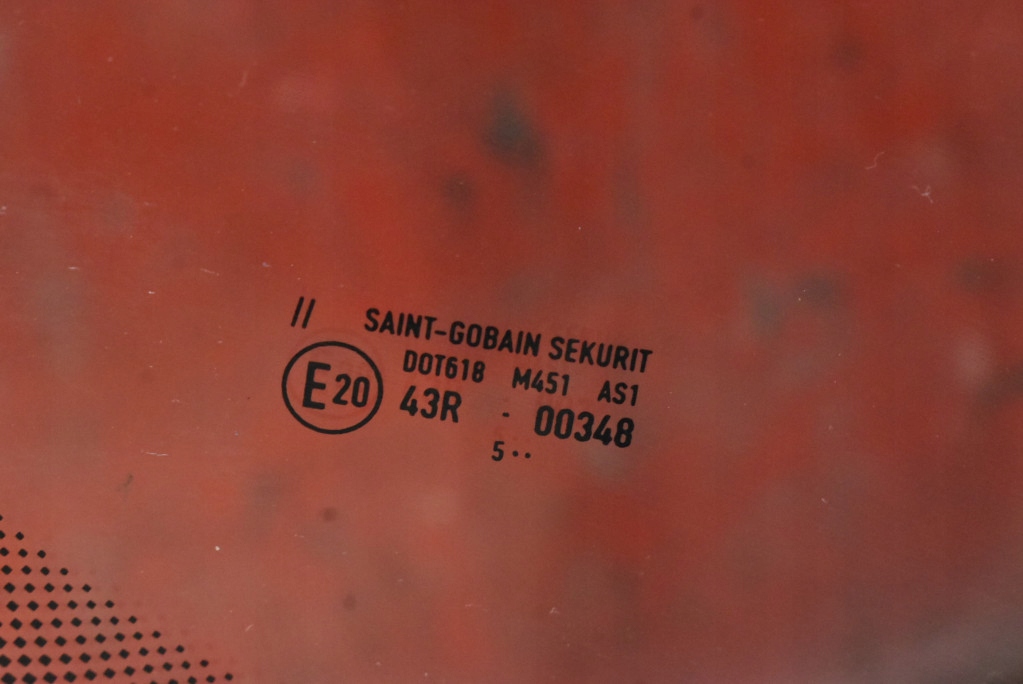 // SAINT-GOBAIN SEKURIT
DOT618 M451 AS1
E20 43R - 00348
5··